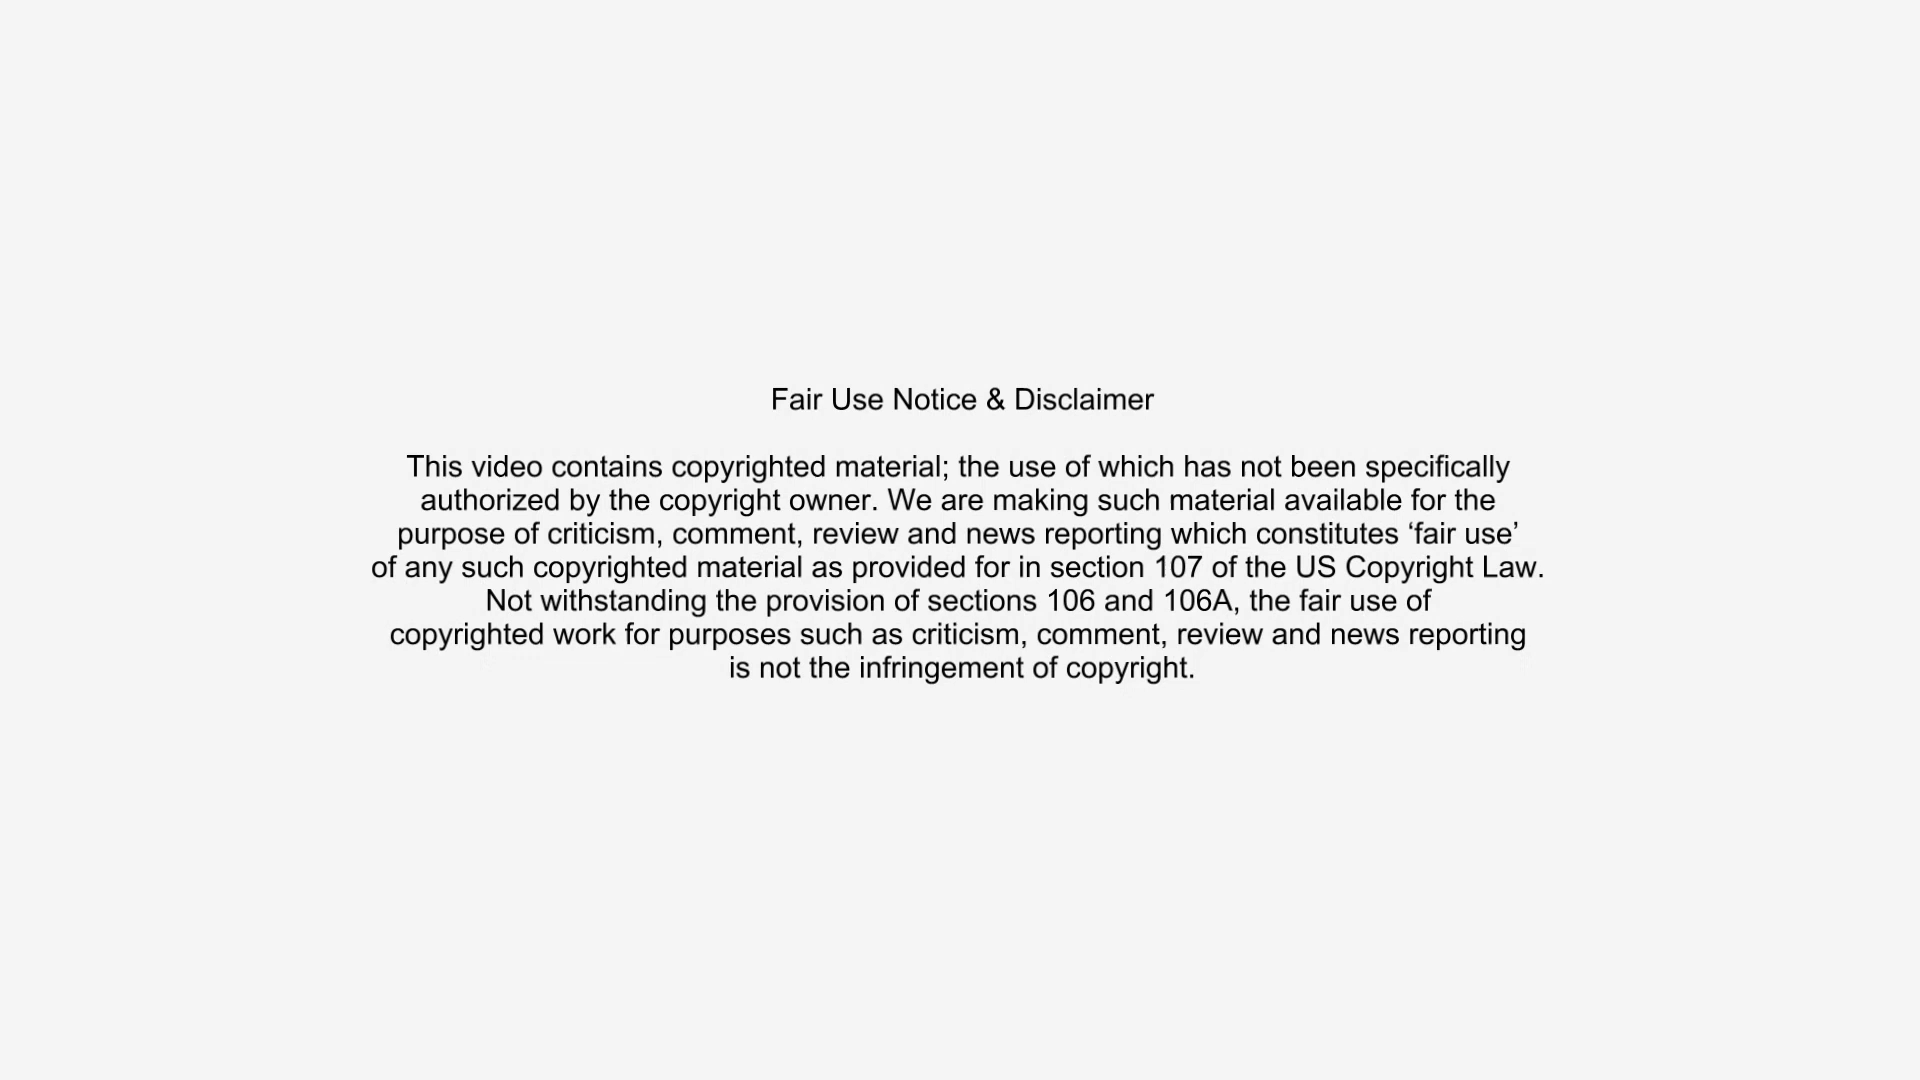 Fair Use Notice & Disclaimer
This video contains copyrighted material; the use of which has not been specifically
authorized by the copyright owner. We are making such material available for the
purpose of criticism, comment, review and news reporting which constitutes ‘fair use’
of any such copyrighted material as provided for in section 107 of the US Copyright Law.
Not withstanding the provision of sections 106 and 106A, the fair use of
copyrighted work for purposes such as criticism, comment, review and news reporting
is not the infringement of copyright.